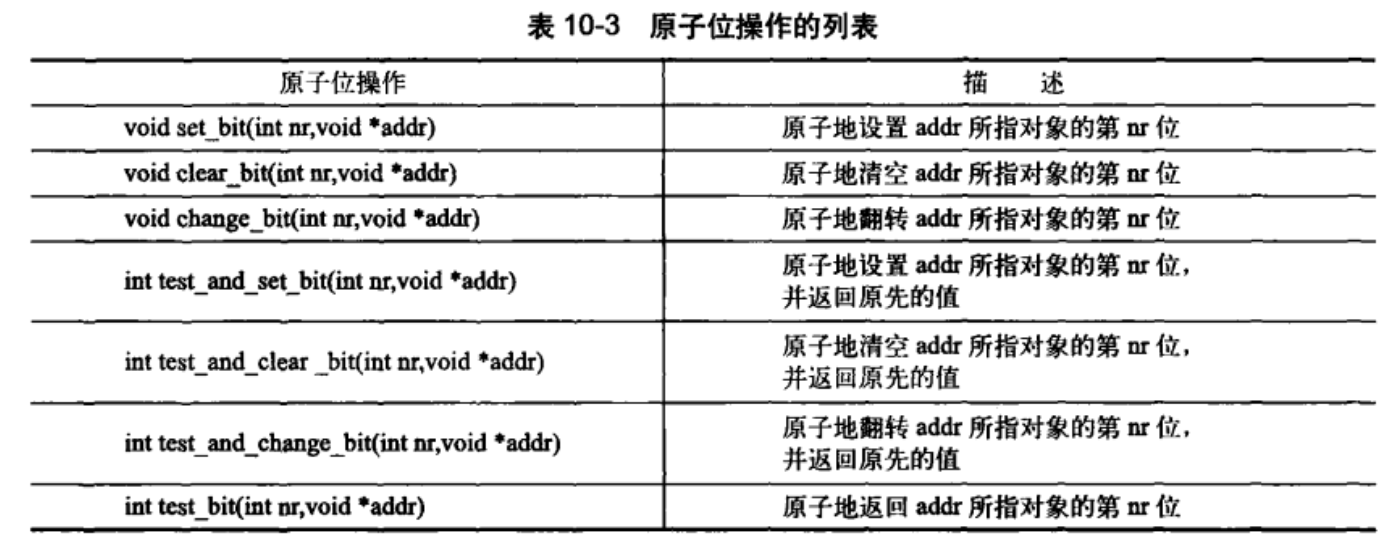 表 10-3 原子位操作的列表
原子位操作 描 述
void set_bit(int nr,void *addr) 原子地设置 addr 所指对象的第 nr 位
void clear_bit(int nr,void *addr) 原子地清空 addr 所指对象的第 nr 位
void change_bit(int nr,void *addr) 原子地翻转 addr 所指对象的第 nr 位
int test_and_set_bit(int nr,void *addr) 原子地设置 addr 所指对象的第 nr 位,
并返回原先的值
int test_and_clear _bit(int nr,void *addr) 原子地清空 addr 所指对象的第 nr 位,
并返回原先的值
int test_and_change_bit(int nr,void *addr) 原子地翻转 addr 所指对象的第 nr 位,
并返回原先的值
int test_bit(int nr,void *addr) 原子地返回 addr 所指对象的第 nr 位